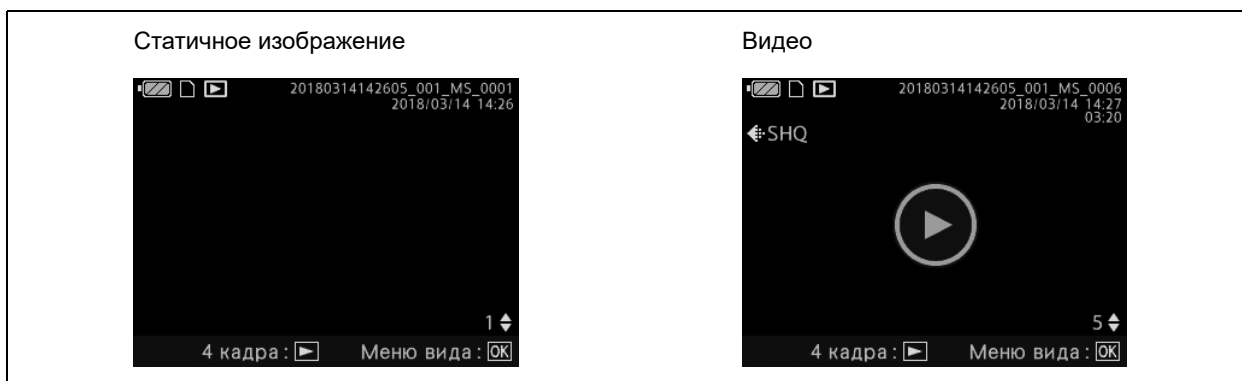 Статичное изображение
20180314142605_001_MS_0001
2018/03/14 14:26
1
4 кадра : Меню вида : OK
Видео
20180314142605_001_MS_0006
2018/03/14 14:27
03:20
SHQ
5
4 кадра : Меню вида : OK